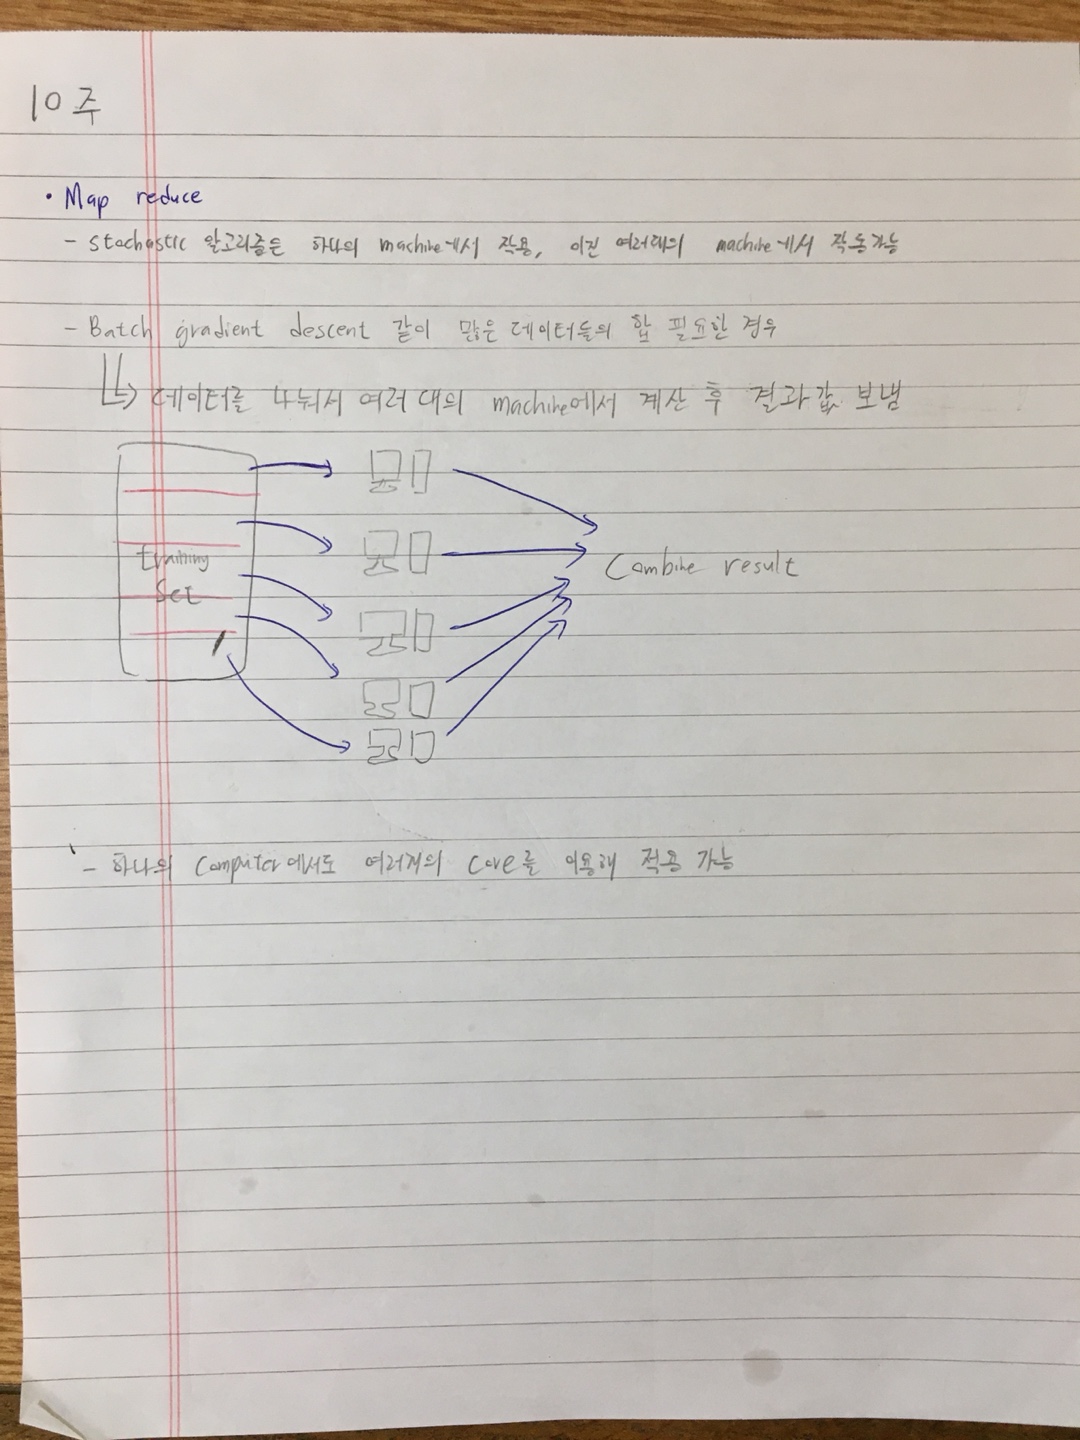 10주
• Map reduce
- Stochastic 알고리즘은 하나의 machine에서 작용, 이건 여러대의 machine에서 작동가능
- Batch gradient descent 같이 많은 데이터들의 합 필요한 경우
데이터를 나눠서 여러 대의 machine에서 계산 후 결과값 보냄
training
Set
Combine result
- 하나의 Computer에서도 여러개의 Core를 이용해 적용 가능